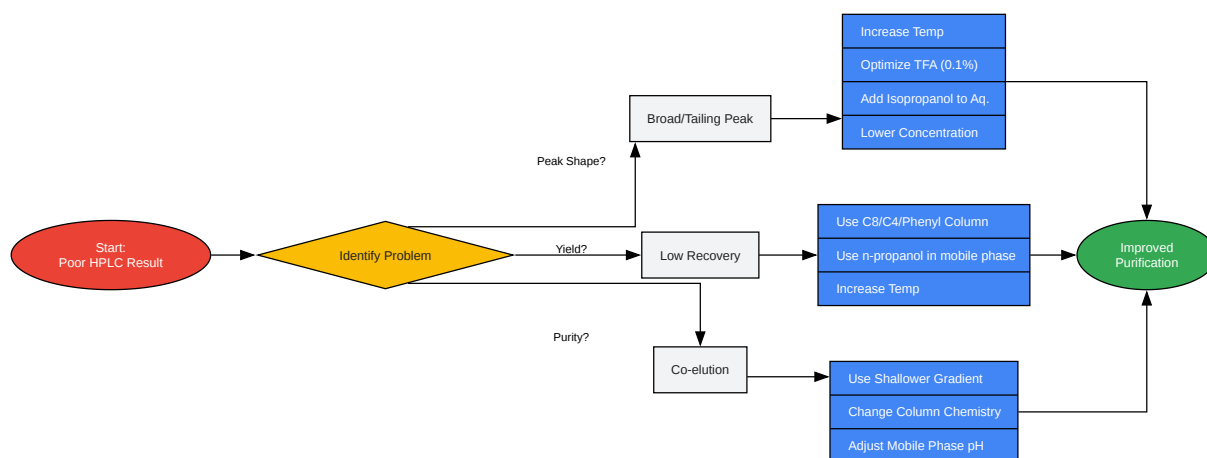 Start:
Poor HPLC Result
Identify Problem
Peak Shape?
Yield?
Purity?
Broad/Tailing Peak
Low Recovery
Co-elution
Increase Temp
Optimize TFA (0.1%)
Add Isopropanol to Aq.
Lower Concentration
Use C8/C4/Phenyl Column
Use n-propanol in mobile phase
Increase Temp
Use Shallower Gradient
Change Column Chemistry
Adjust Mobile Phase pH
Improved
Purification